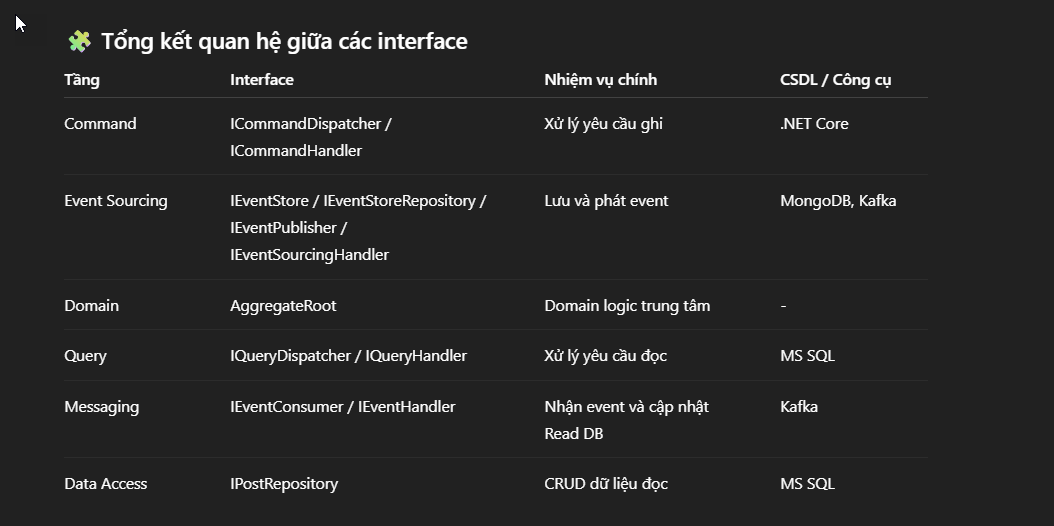 🧩 Tổng kết quan hệ giữa các interface
Tầng Interface Nhiệm vụ chính CSDL / Công cụ
Command ICommandDispatcher / Xử lý yêu cầu ghi .NET Core
ICommandHandler
Event Sourcing IEventStore / IEventStoreRepository / Lưu và phát event MongoDB, Kafka
IEventPublisher /
IEventSourcingHandler
Domain AggregateRoot Domain logic trung tâm -
Query IQueryDispatcher / IQueryHandler Xử lý yêu cầu đọc MS SQL
Messaging IEventConsumer / IEventHandler Nhận event và cập nhật Kafka
Read DB
Data Access IPostRepository CRUD dữ liệu đọc MS SQL